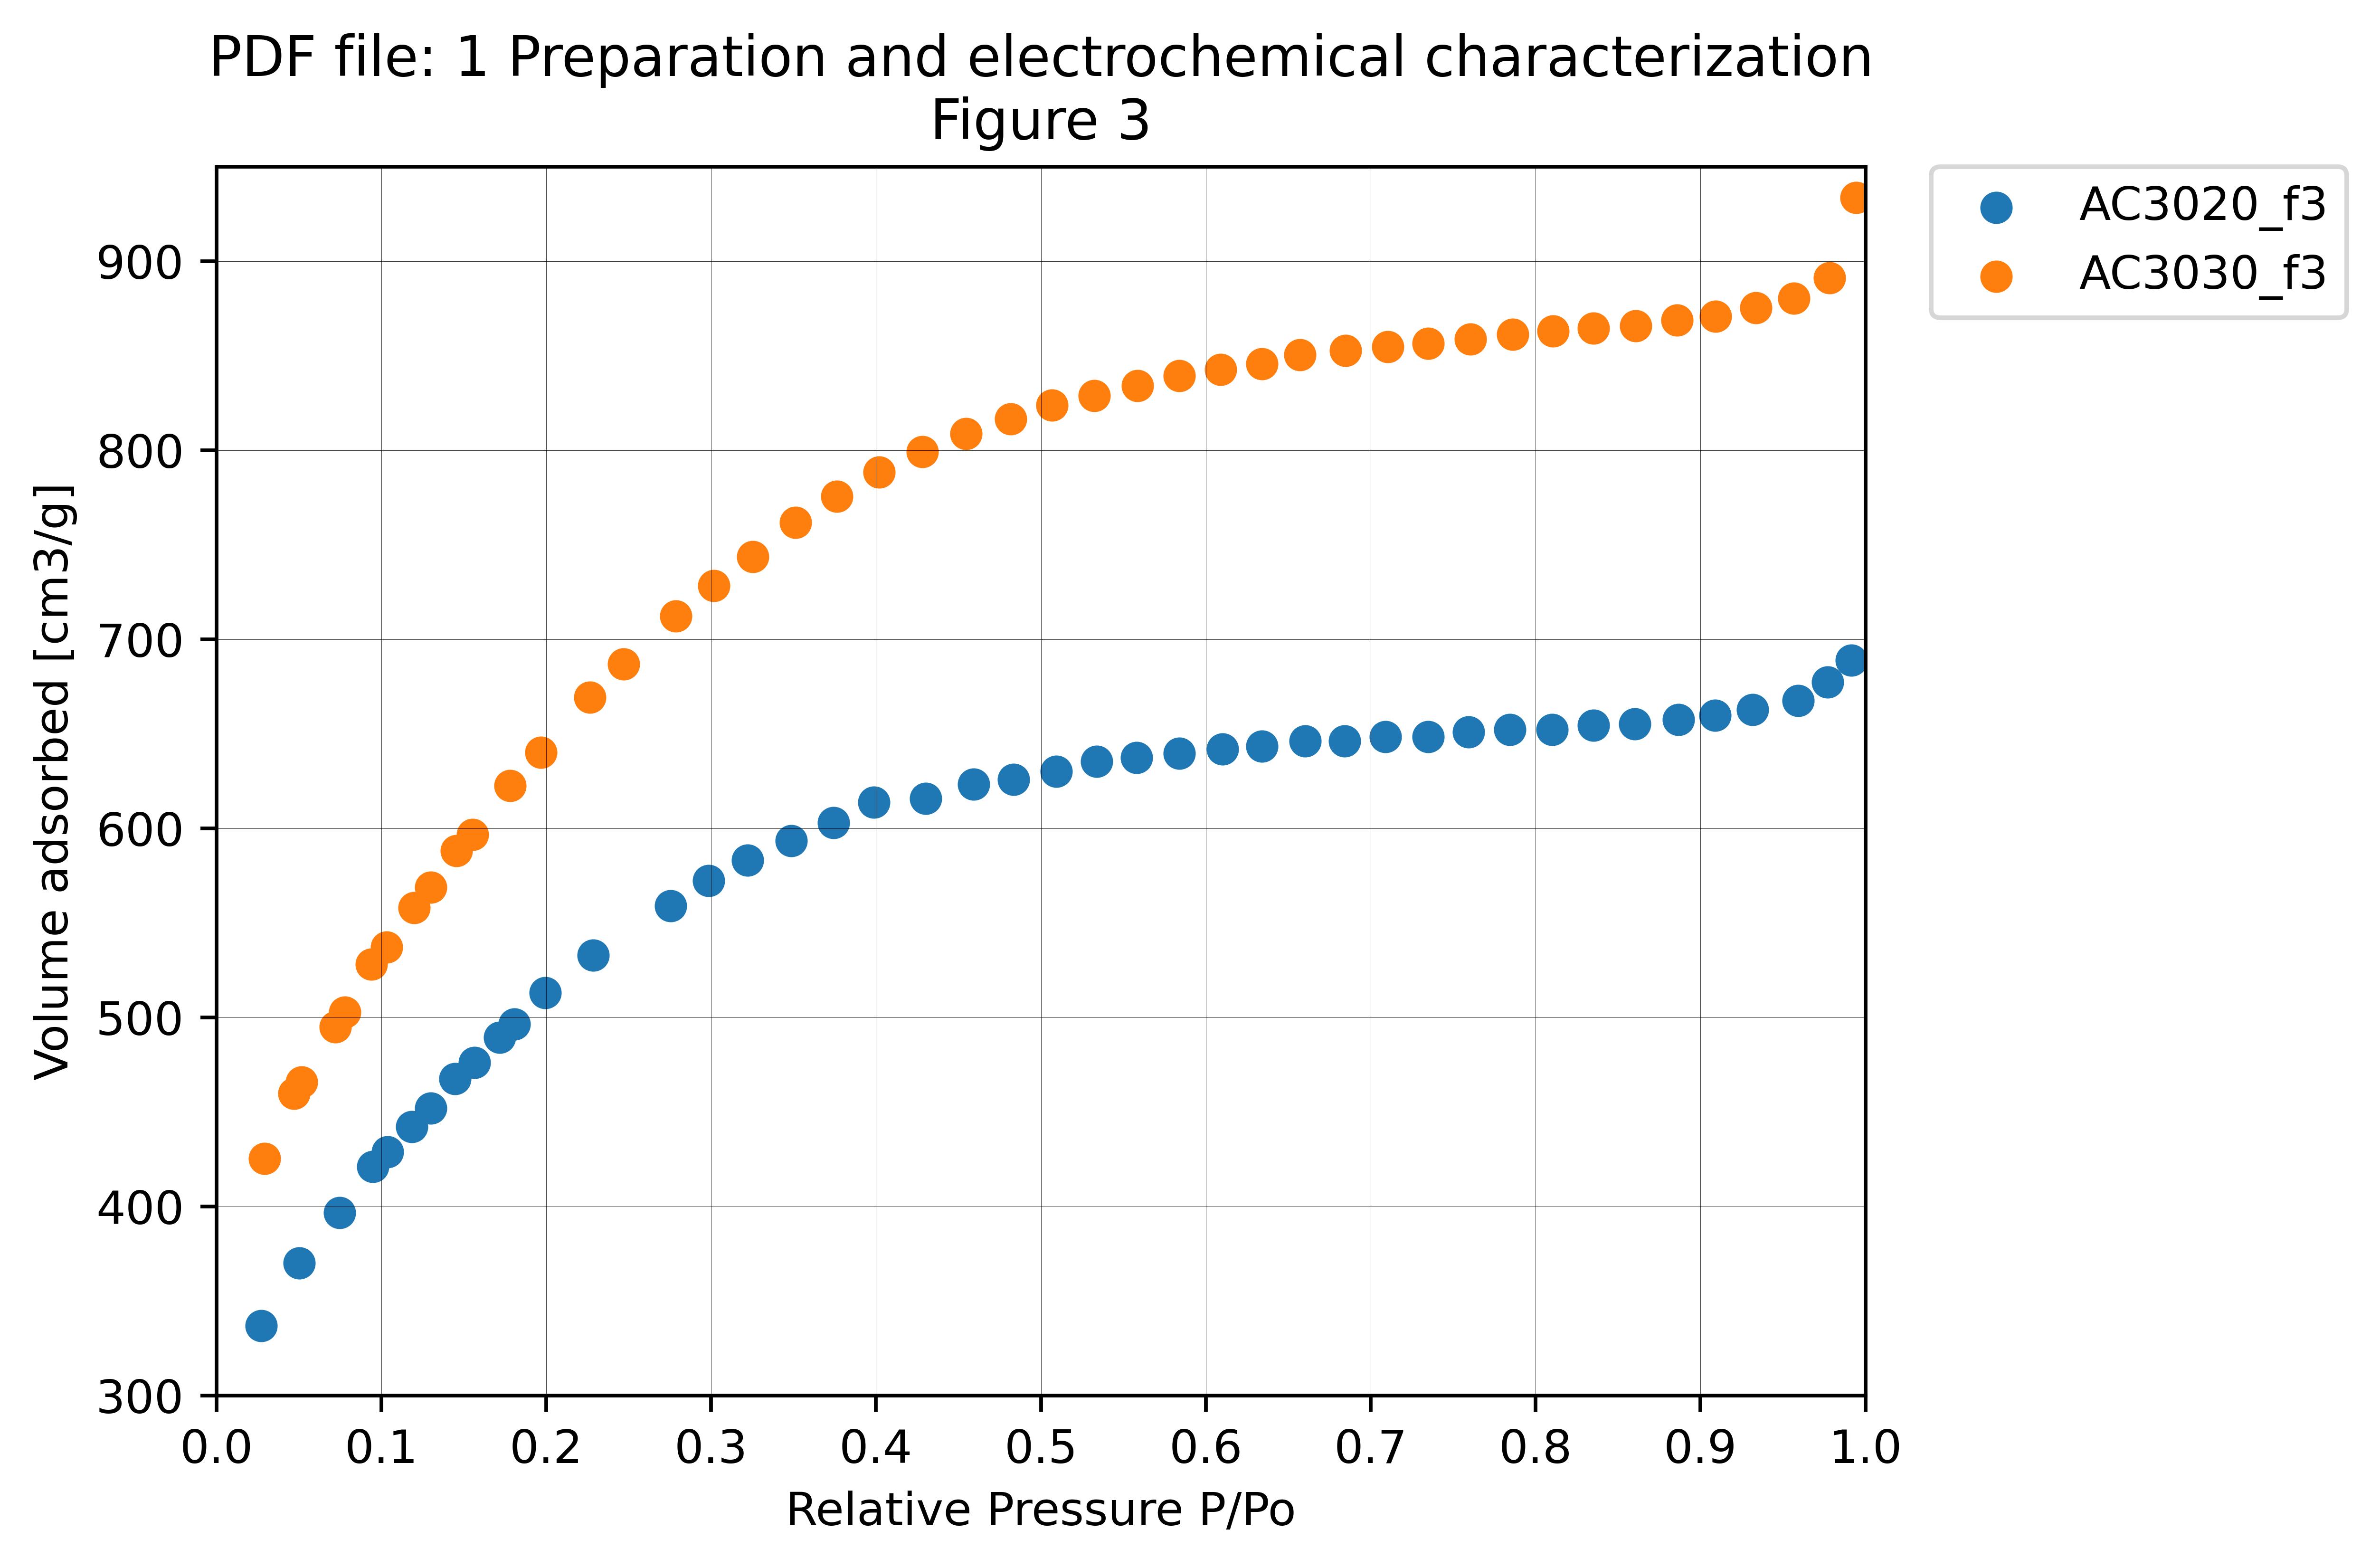 PDF file: 1 Preparation and electrochemical characterization
Figure 3
AC3020_f3
AC3030_f3
Volume adsorbed [cm3/g]
900
800
700
600
500
400
300
0.0 0.1 0.2 0.3 0.4 0.5 0.6 0.7 0.8 0.9 1.0
Relative Pressure P/Po